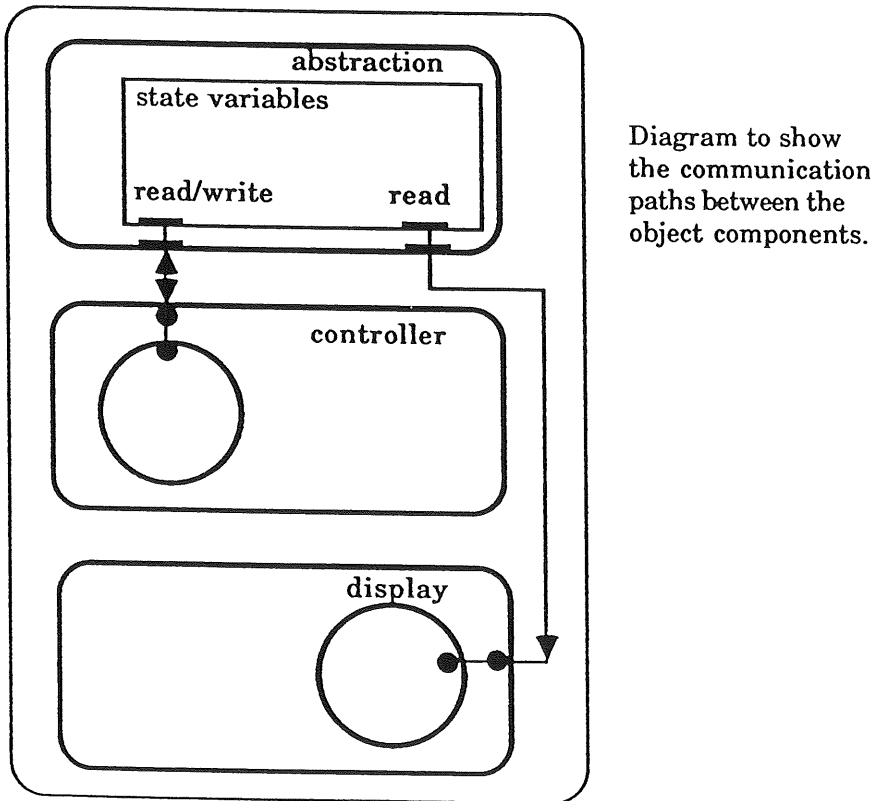 abstraction
state variables
read/write
read
controller
display
Diagram to show
the communication
paths between the
object components.